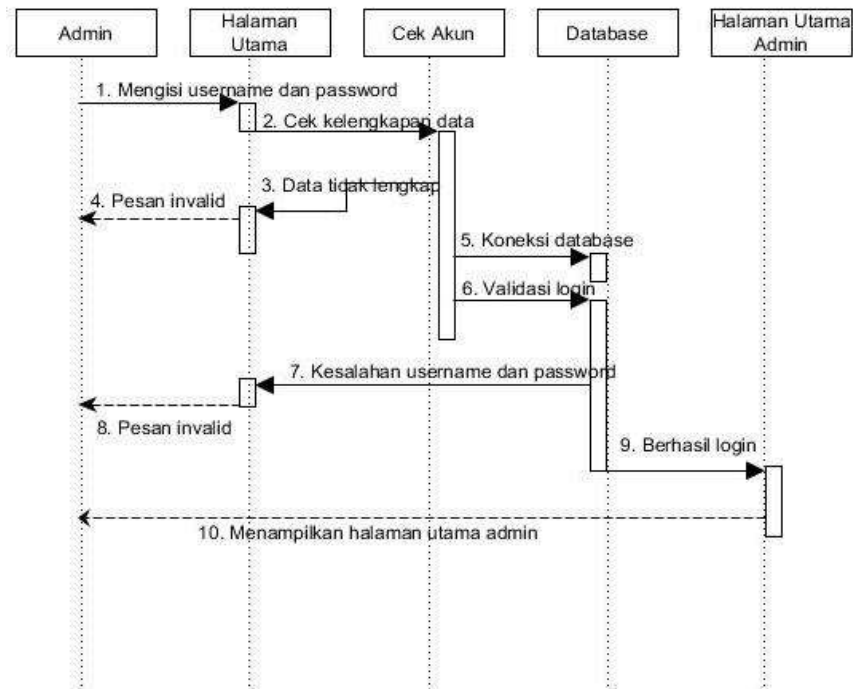 Admin
Halaman
Utama
Cek Akun
Database
Halaman Utama
Admin
1. Mengisi username dan password
2. Cek kelengkapan data
3. Data tidak lengkap
4. Pesan invalid
5. Koneksi database
6. Validasi login
7. Kesalahan username dan password
8. Pesan invalid
9. Berhasil login
10. Menampilkan halaman utama admin